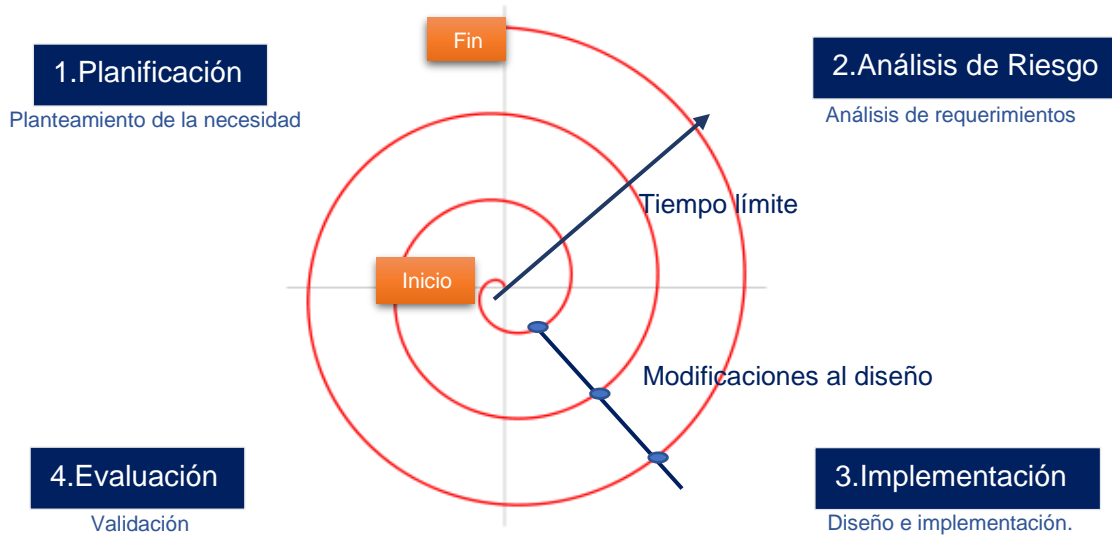 Fin
1.Planificación
Planteamiento de la necesidad
2.Análisis de Riesgo
Análisis de requerimientos
Tiempo límite
Inicio
Modificaciones al diseño
4.Evaluación
Validación
3.Implementación
Diseño e implementación.